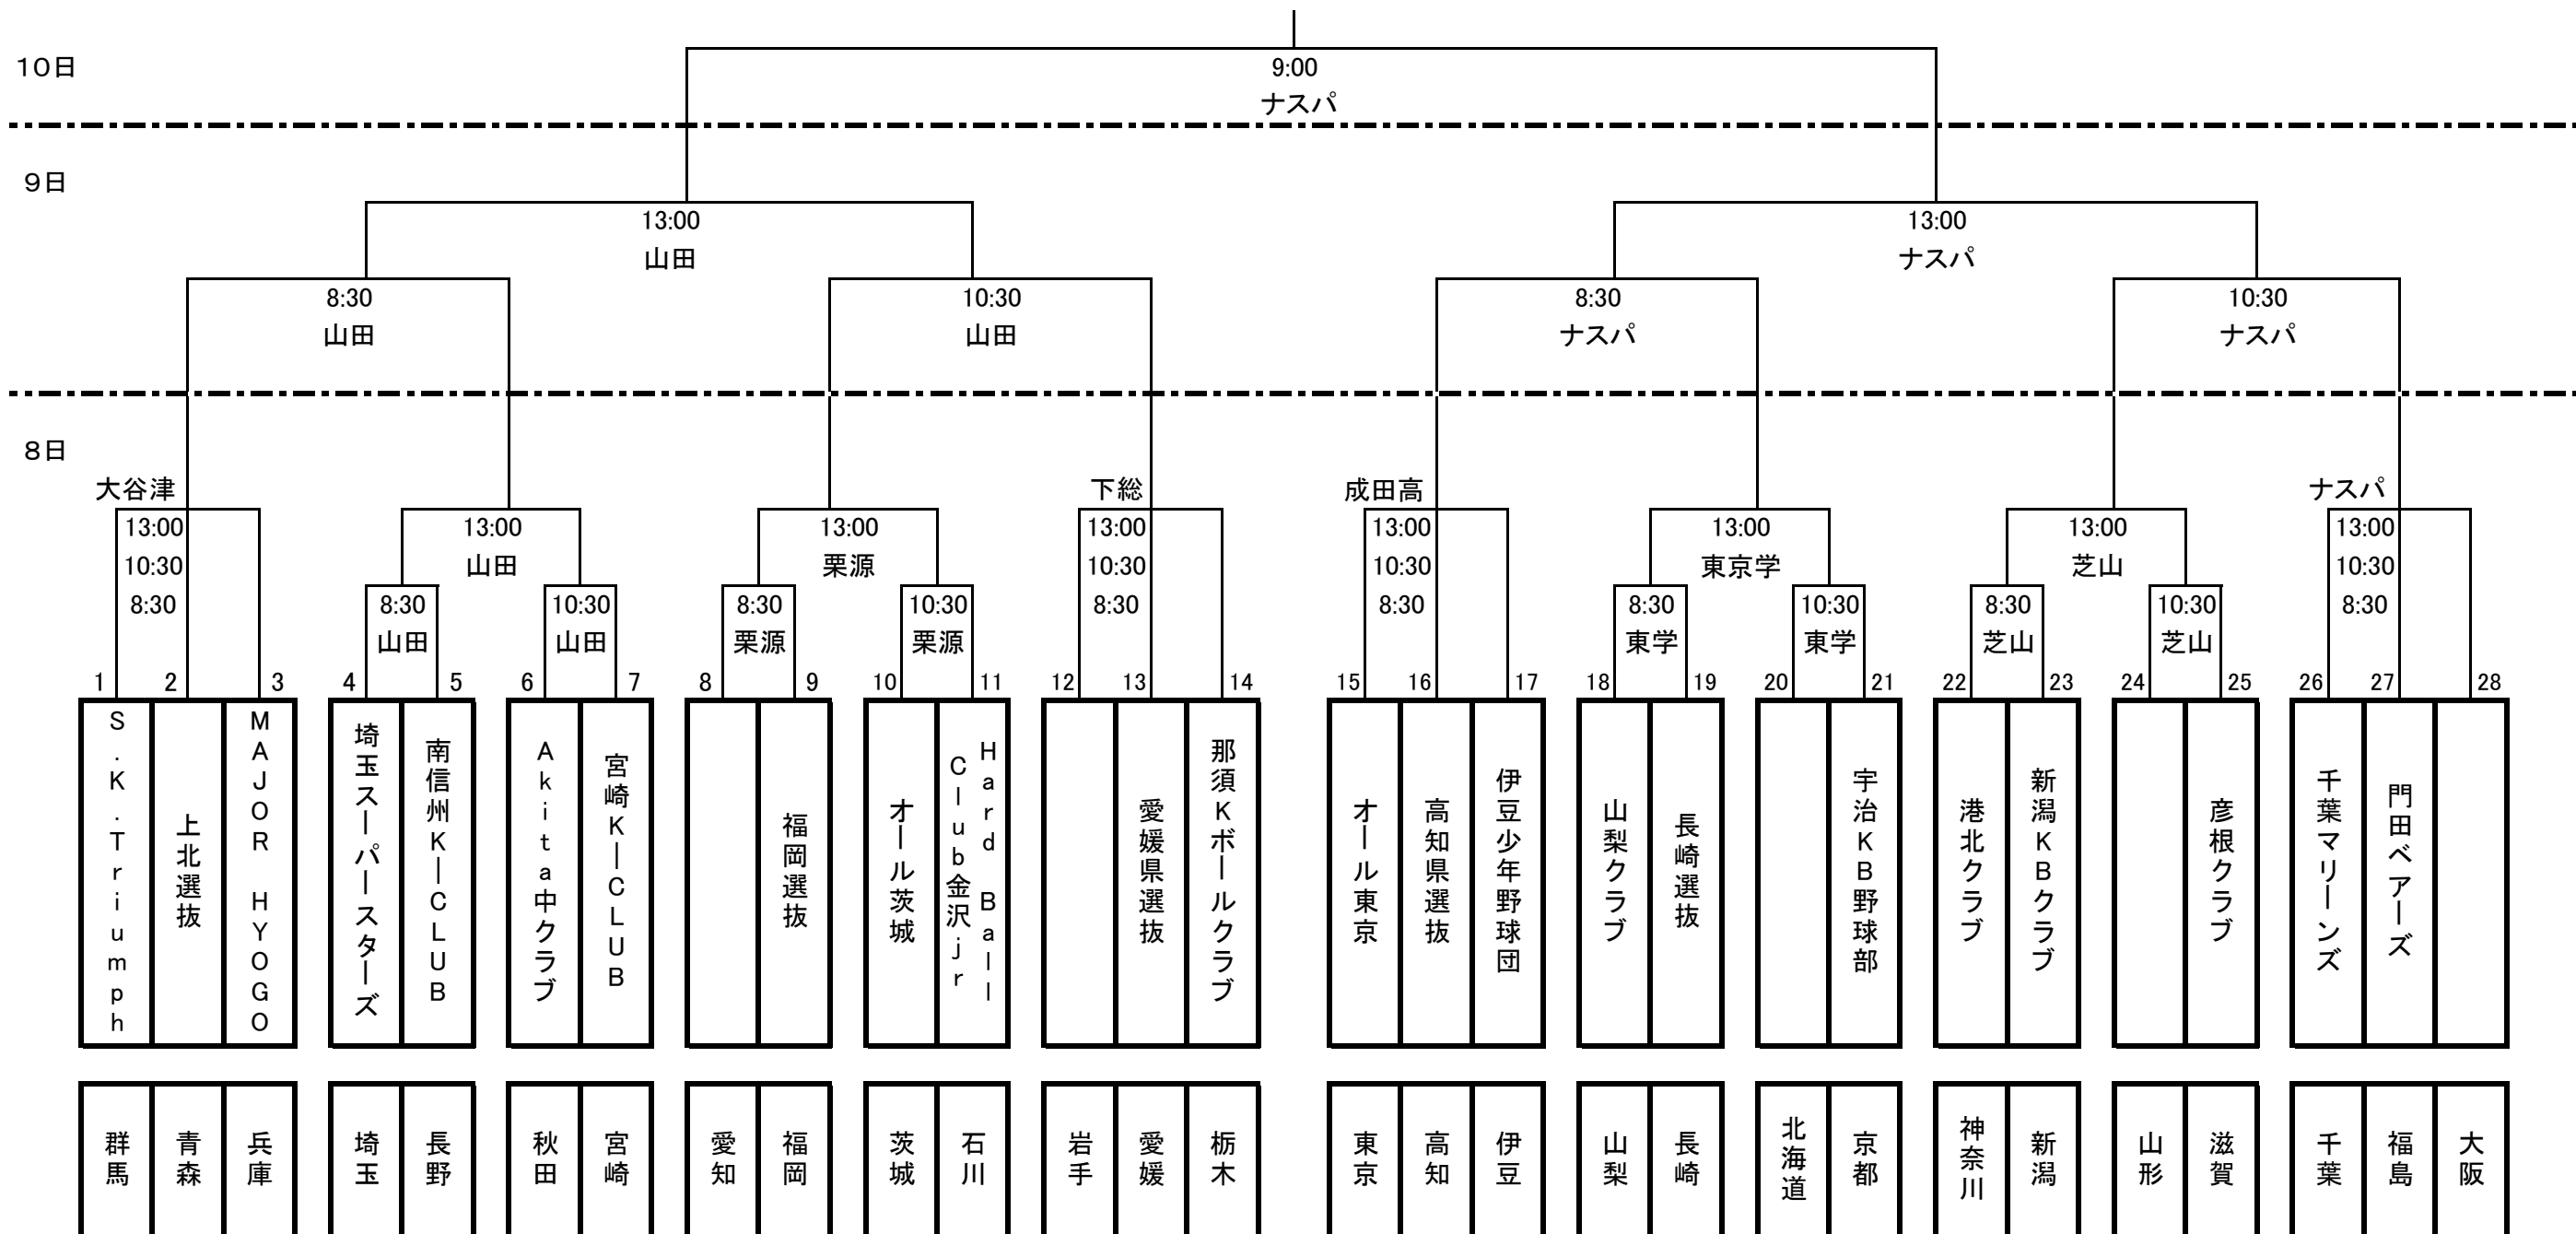 10日
9:00
ナスパ
9日
13:00
山田
13:00
ナスパ
8:30
山田
10:30
山田
8:30
ナスパ
10:30
ナスパ
8日
大谷津
13:00
10:30
8:30
13:00
山田
8:30
山田
10:30
山田
13:00
栗源
8:30
栗源
10:30
栗源
下総
13:00
10:30
8:30
成田高
13:00
10:30
8:30
13:00
東京学
8:30
東学
10:30
東学
13:00
芝山
8:30
芝山
10:30
芝山
ナスパ
13:00
10:30
8:30
1 2 3 4 5 6 7 8 9 10 11 12 13 14 15 16 17 18 19 20 21 22 23 24 25 26 27 28
S.K.Triumph
上北選抜
MAJOR HYOGO
埼玉スーパースターズ
南信州K―CLUB
Akita中クラブ
宮崎K―CLUB
福岡選抜
オール茨城
Hard Ball
Club金沢jr
愛媛県選抜
那須Kボールクラブ
オール東京
高知県選抜
伊豆少年野球団
山梨クラブ
長崎選抜
宇治KB野球部
港北クラブ
新潟KBクラブ
彦根クラブ
千葉マリーンズ
門田ベアーズ
群馬
青森
兵庫
埼玉
長野
秋田
宮崎
愛知
福岡
茨城
石川
岩手
愛媛
栃木
東京
高知
伊豆
山梨
長崎
北海道
京都
神奈川
新潟
山形
滋賀
千葉
福島
大阪